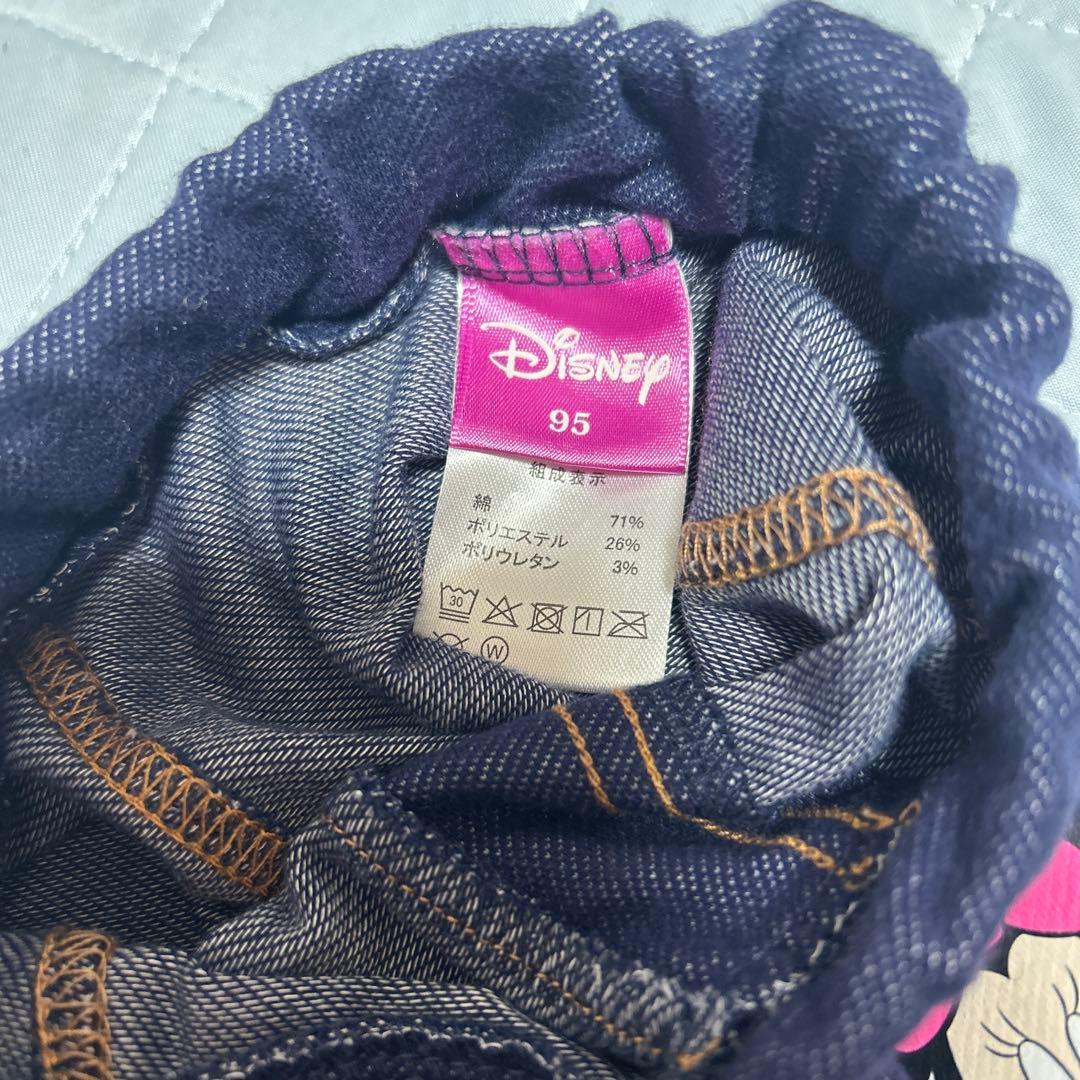 Disney
95
組成表示
綿 71%
ポリエステル 26%
ポリウレタン 3%
30
W